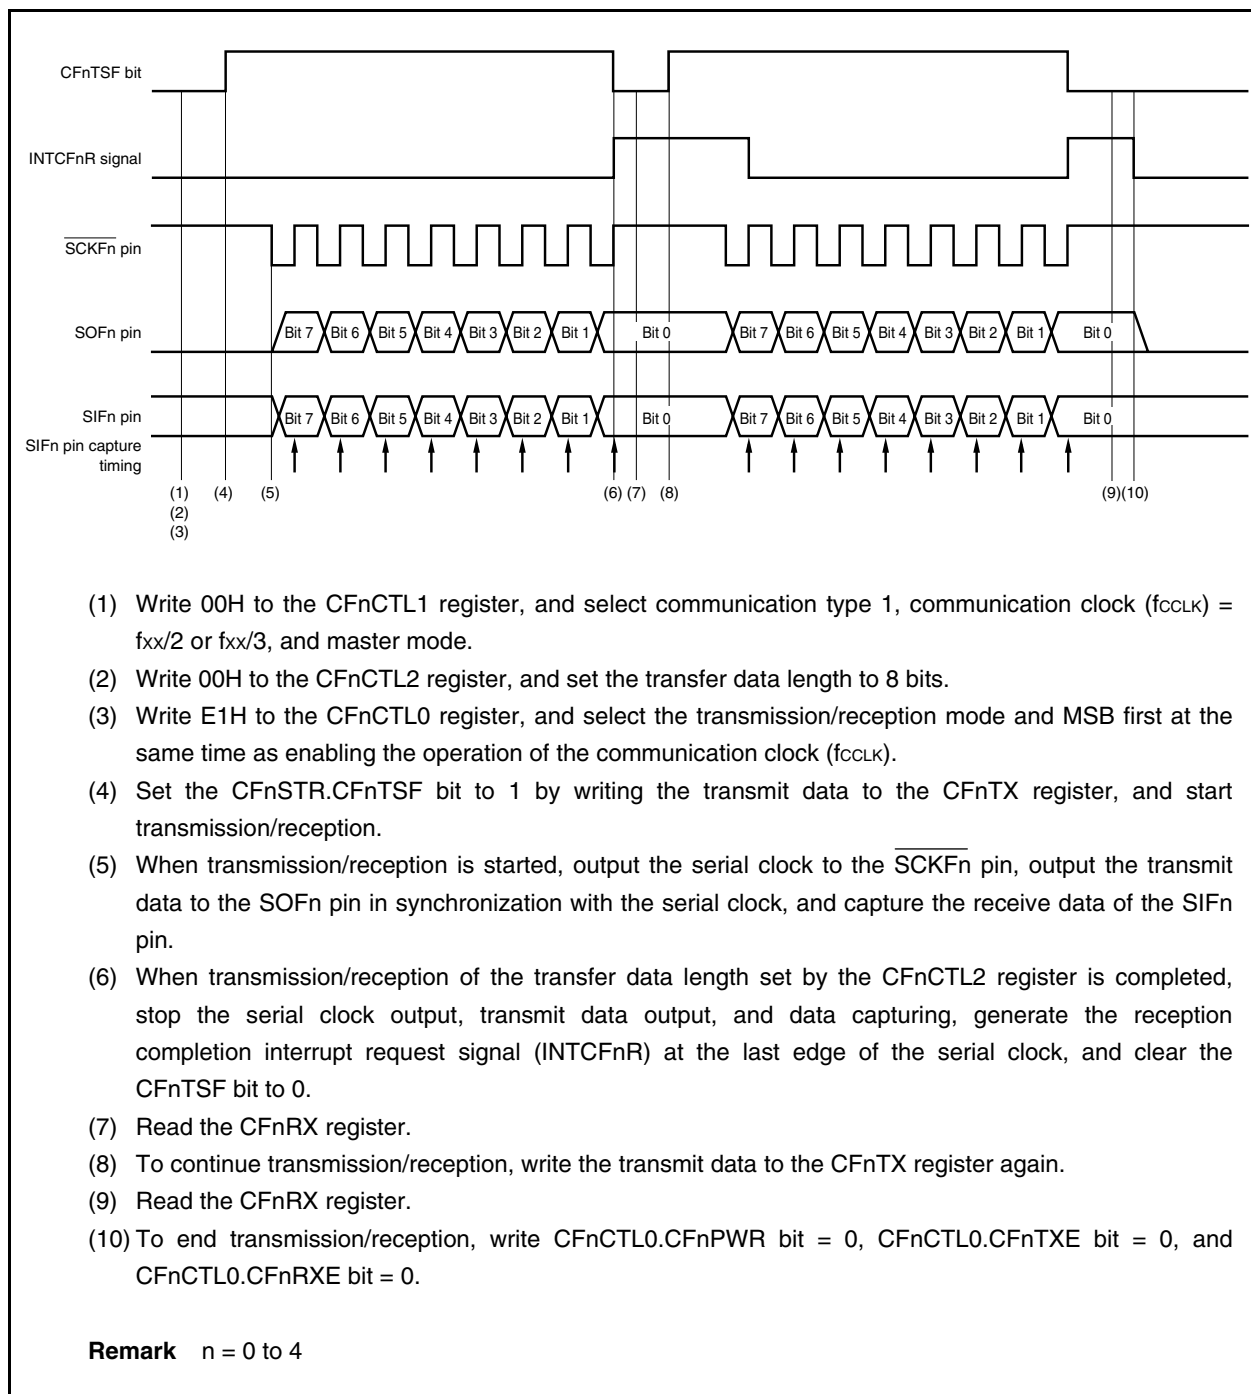 CFnTSF bit
INTCFnR signal
SCKFn pin
SOFn pin
Bit 7 Bit 6 Bit 5 Bit 4 Bit 3 Bit 2 Bit 1 Bit 0 Bit 7 Bit 6 Bit 5 Bit 4 Bit 3 Bit 2 Bit 1 Bit 0
SIFn pin
Bit 7 Bit 6 Bit 5 Bit 4 Bit 3 Bit 2 Bit 1 Bit 0 Bit 7 Bit 6 Bit 5 Bit 4 Bit 3 Bit 2 Bit 1 Bit 0
SIFn pin capture
timing
(1) (4) (5) (6) (7) (8) (9) (10)
(2)
(3)
(1) Write 00H to the CFnCTL1 register, and select communication type 1, communication clock (fCCLK) =
fXX/2 or fXX/3, and master mode.
(2) Write 00H to the CFnCTL2 register, and set the transfer data length to 8 bits.
(3) Write E1H to the CFnCTL0 register, and select the transmission/reception mode and MSB first at the
same time as enabling the operation of the communication clock (fCCLK).
(4) Set the CFnSTR.CFnTSF bit to 1 by writing the transmit data to the CFnTX register, and start
transmission/reception.
(5) When transmission/reception is started, output the serial clock to the SCKFn pin, output the transmit
data to the SOFn pin in synchronization with the serial clock, and capture the receive data of the SIFn
pin.
(6) When transmission/reception of the transfer data length set by the CFnCTL2 register is completed,
stop the serial clock output, transmit data output, and data capturing, generate the reception
completion interrupt request signal (INTCFnR) at the last edge of the serial clock, and clear the
CFnTSF bit to 0.
(7) Read the CFnRX register.
(8) To continue transmission/reception, write the transmit data to the CFnTX register again.
(9) Read the CFnRX register.
(10) To end transmission/reception, write CFnCTL0.CFnPWR bit = 0, CFnCTL0.CFnTXE bit = 0, and
CFnCTL0.CFnRXE bit = 0.
Remark n = 0 to 4